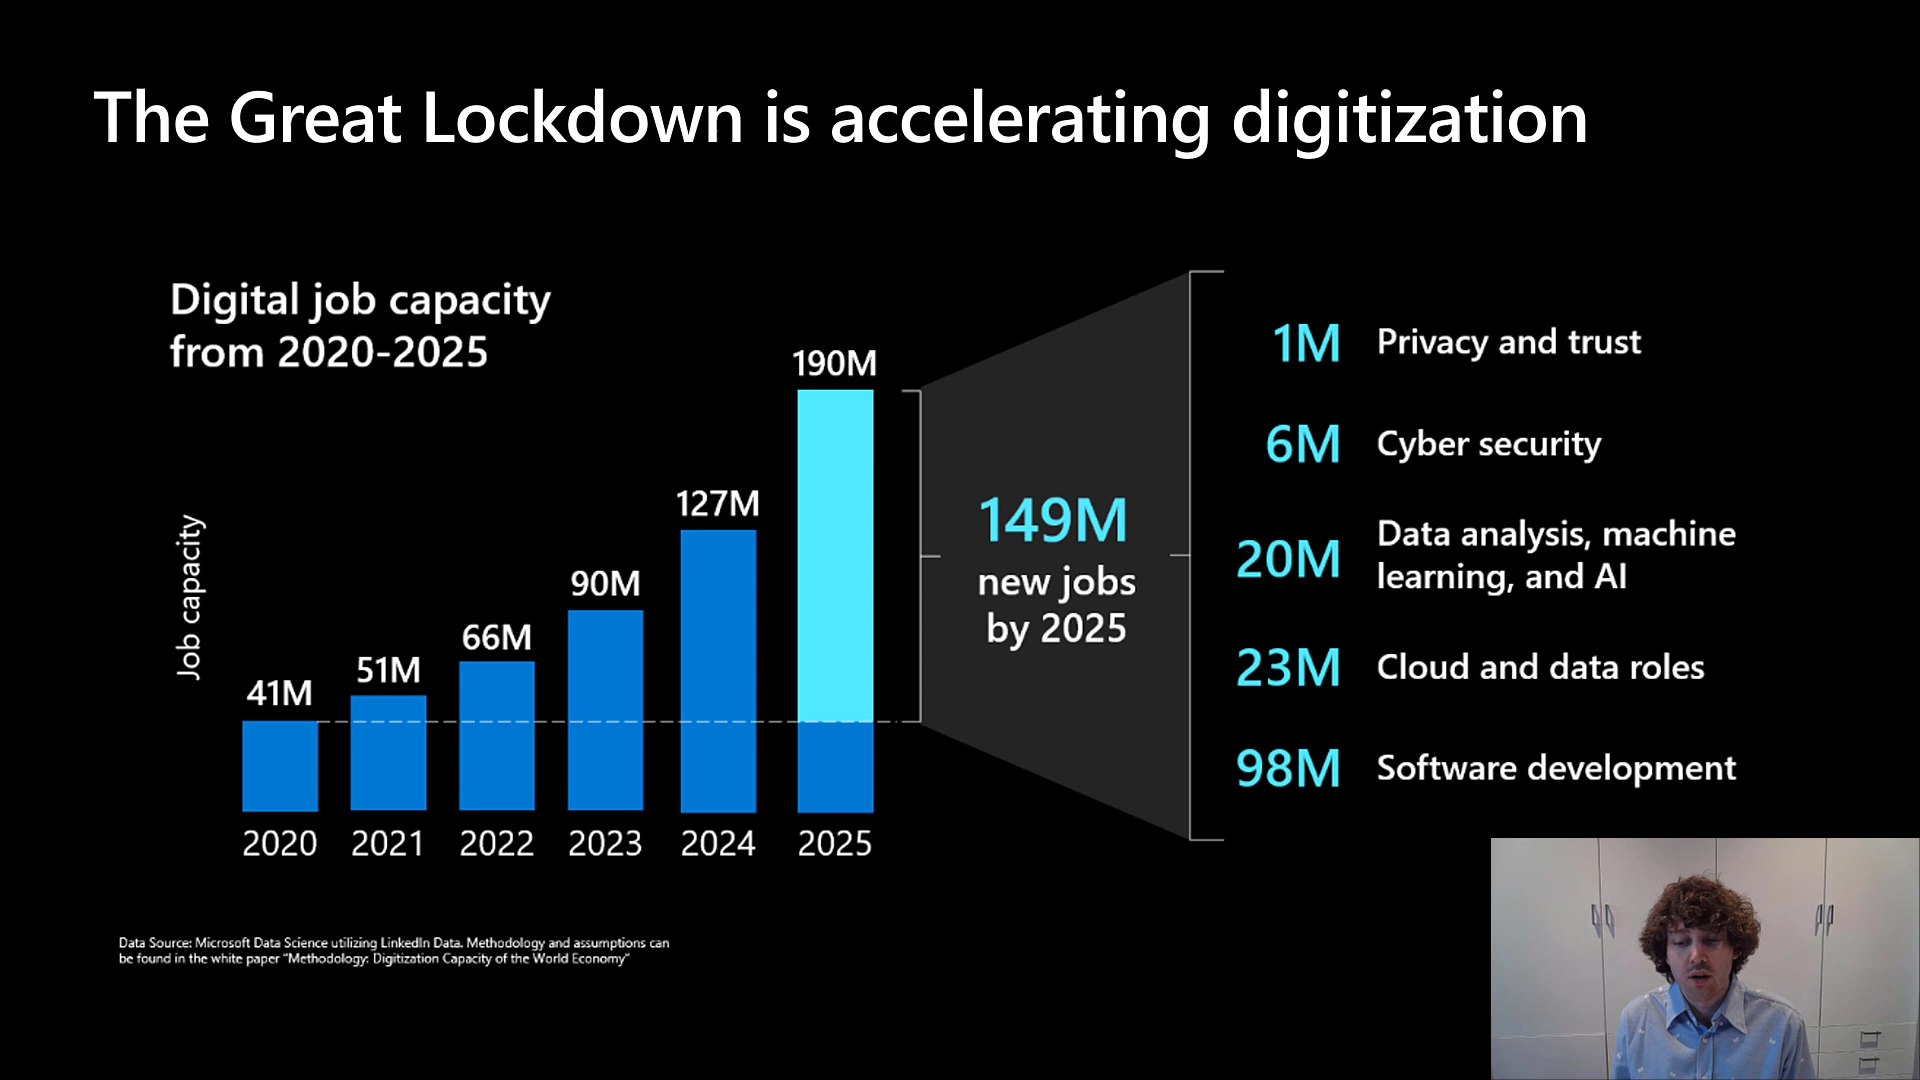 The Great Lockdown is accelerating digitization
Digital job capacity
from 2020-2025
Job capacity
41M
51M
66M
90M
127M
190M
2020
2021
2022
2023
2024
2025
149M
new jobs
by 2025
1M Privacy and trust
6M Cyber security
20M Data analysis, machine
learning, and AI
23M Cloud and data roles
98M Software development
Data Source: Microsoft Data Science utilizing LinkedIn Data. Methodology and assumptions can
be found in the white paper "Methodology: Digitization Capacity of the World Economy"